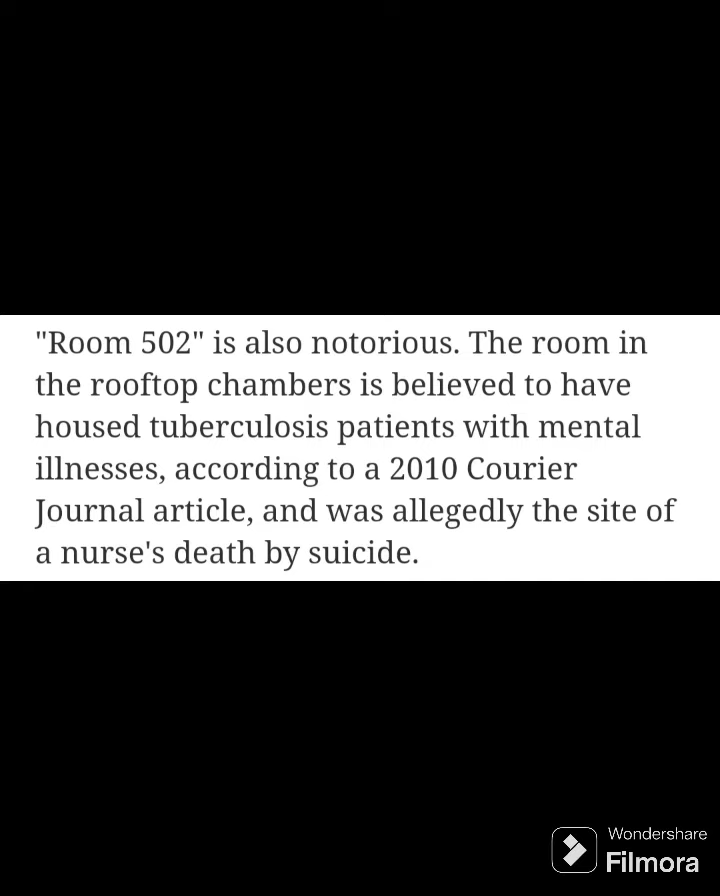 "Room 502" is also notorious. The room in
the rooftop chambers is believed to have
housed tuberculosis patients with mental
illnesses, according to a 2010 Courier
Journal article, and was allegedly the site of
a nurse's death by suicide.
Wondershare
Filmora